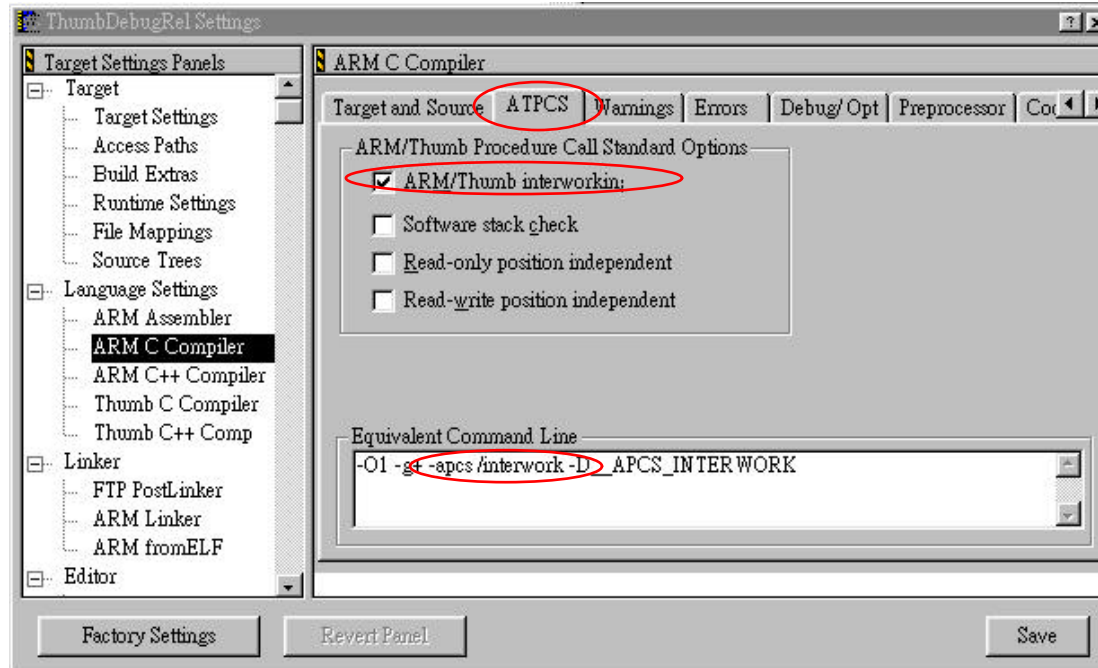 ThumbDebugRel Settings
Target Settings Panels
Target
Target Settings
Access Paths
Build Extras
Runtime Settings
File Mappings
Source Trees
Language Settings
ARM Assembler
ARM C Compiler
ARM C++ Compiler
Thumb C Compiler
Thumb C++ Comp
Linker
FTP PostLinker
ARM Linker
ARM fromELF
Editor
ARM C Compiler
Target and Source ATPCS Warnings Errors Debug/ Opt Preprocessor
ARM/Thumb Procedure Call Standard Options
ARM/Thumb interworkin
Software stack check
Read-only position independent
Read-write position independent
Equivalent Command Line
-O1 -g+ -apcs /interwork -D__APCS_INTERWORK
Factory Settings
Revert Panel
Save